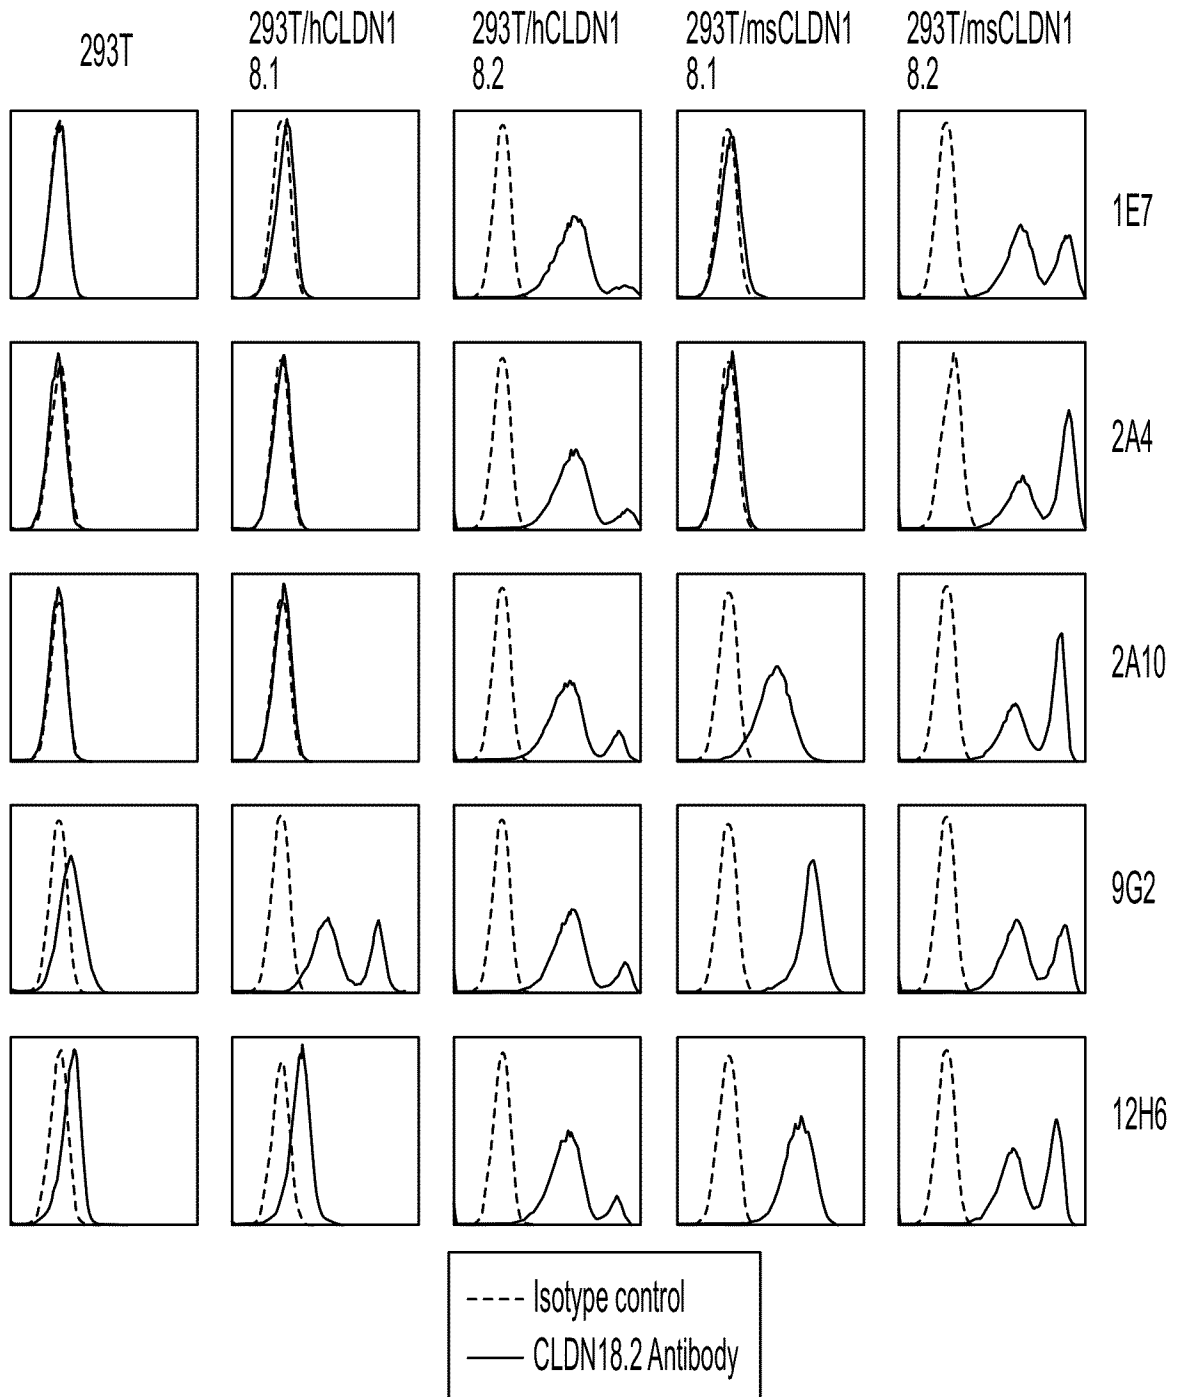 293T
293T/hCLDN1
8.1
293T/hCLDN1
8.2
293T/msCLDN1
8.1
293T/msCLDN1
8.2
1E7
2A4
2A10
9G2
12H6
Isotype control
CLDN18.2 Antibody